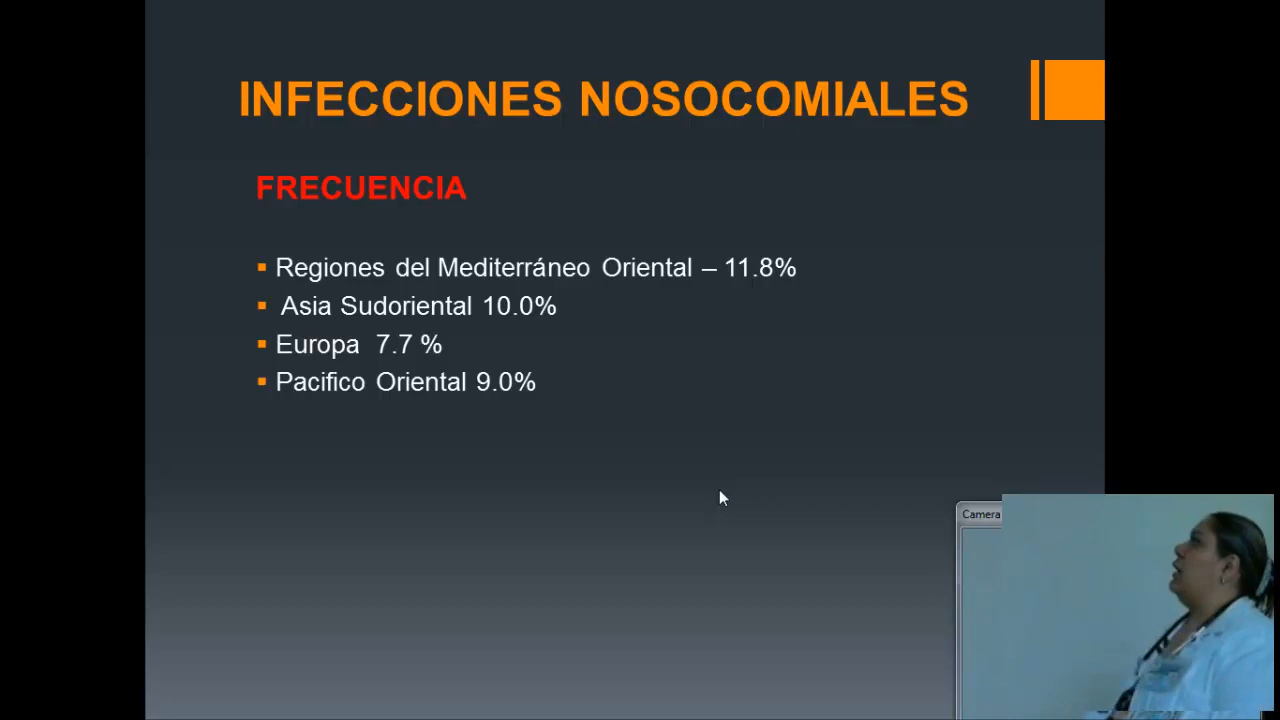 INFECCIONES NOSOCOMIALES
FRECUENCIA
Regiones del Mediterráneo Oriental – 11.8%
Asia Sudoriental 10.0%
Europa 7.7 %
Pacifico Oriental 9.0%
Camera